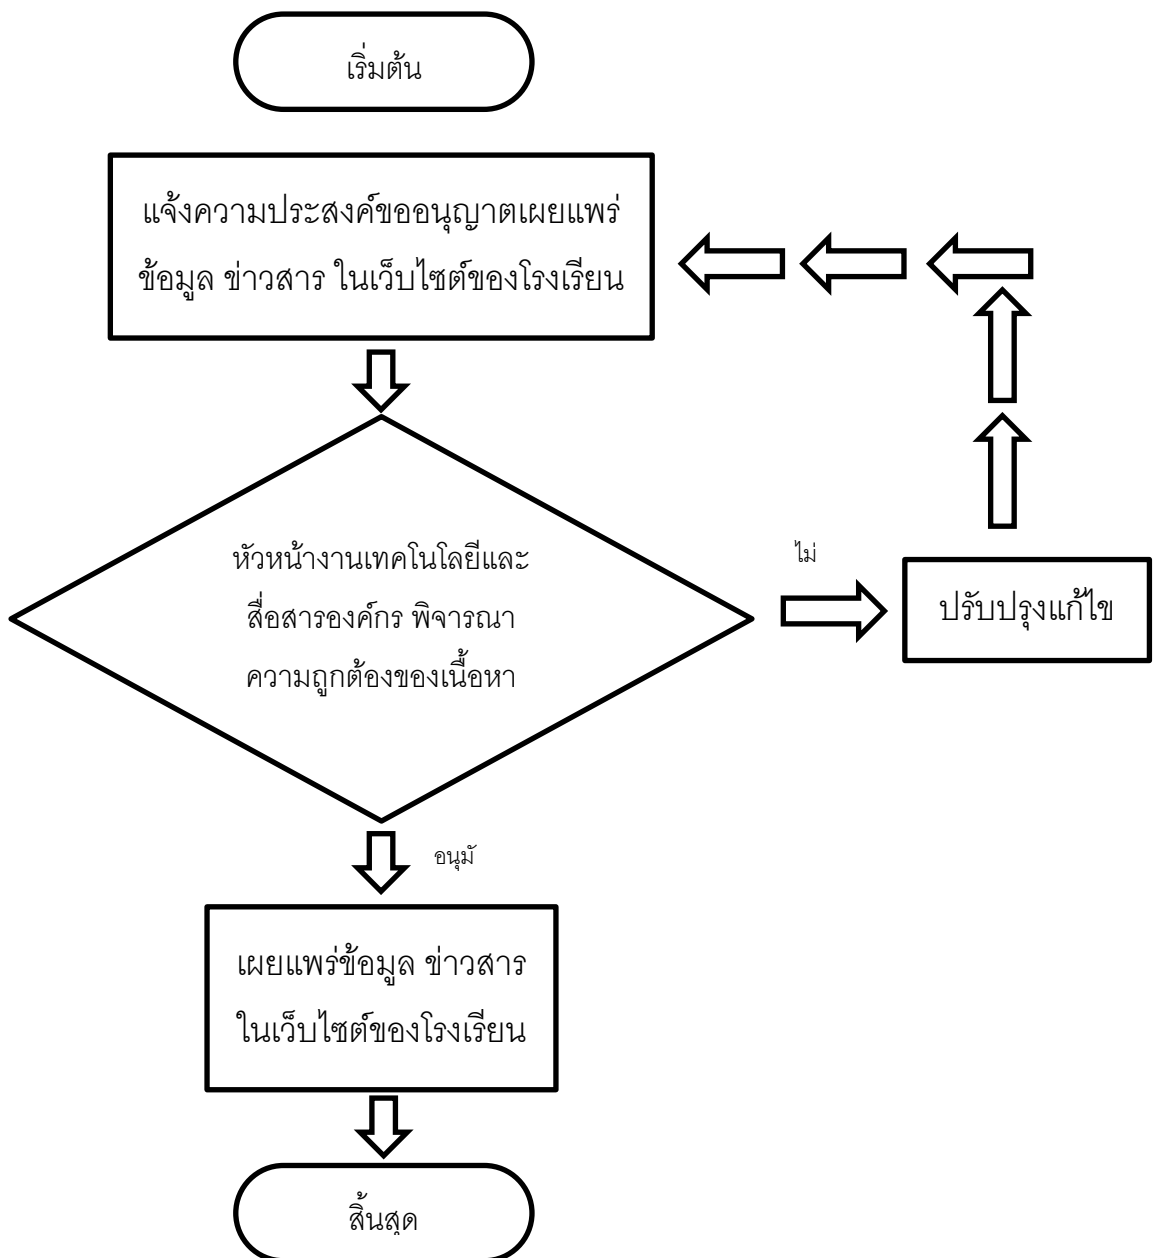 เริ่มต้น
แจ้งความประสงค์ขออนุญาตเผยแพร่
ข้อมูล ข่าวสาร ในเว็บไซต์ของโรงเรียน
หัวหน้างานเทคโนโลยีและ
สื่อสารองค์กร พิจารณา
ความถูกต้องของเนื้อหา
ไม่
ปรับปรุงแก้ไข
อนุมั
เผยแพร่ข้อมูล ข่าวสาร
ในเว็บไซต์ของโรงเรียน
สิ้นสุด